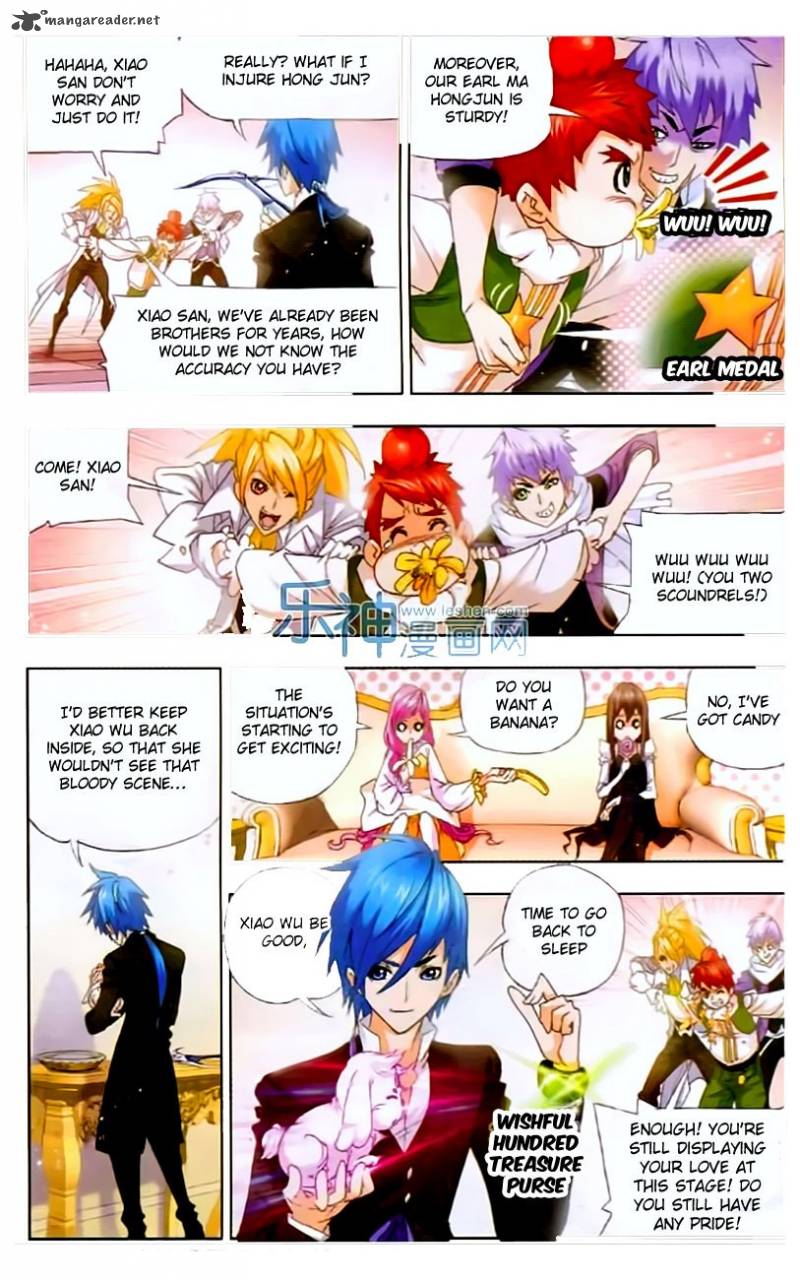 mangareader.net
HAHAHA, XIAO
SAN DON'T
WORRY AND
JUST DO IT!
REALLY? WHAT IF I
INJURE HONG JUN?
XIAO SAN, WE'VE ALREADY BEEN
BROTHERS FOR YEARS, HOW
WOULD WE NOT KNOW THE
ACCURACY YOU HAVE?
MOREOVER,
OUR EARL MA
HONGJUN IS
STURDY!
WUU! WUU!
EARL MEDAL
COME! XIAO
SAN!
WUU WUU WUU
WUU! (YOU TWO
SCOUNDRELS!)
乐神漫画网
www.leshen.com
I'D BETTER KEEP
XIAO WU BACK
INSIDE, SO THAT SHE
WOULDN'T SEE THAT
BLOODY SCENE...
THE
SITUATION'S
STARTING TO
GET EXCITING!
DO YOU
WANT A
BANANA?
NO, I'VE
GOT CANDY
XIAO WU BE
GOOD,
TIME TO GO
BACK TO
SLEEP
WISHFUL
HUNDRED
TREASURE
PURSE
ENOUGH! YOU'RE
STILL DISPLAYING
YOUR LOVE AT
THIS STAGE! DO
YOU STILL HAVE
ANY PRIDE!